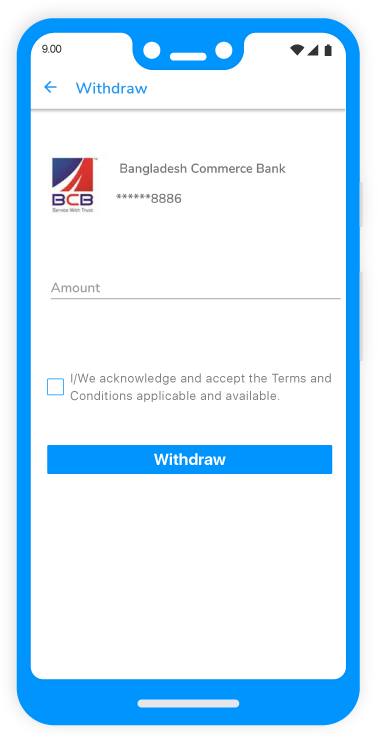 9.00
Withdraw
Bangladesh Commerce Bank
BCB
Service With Trust
******8886
Amount
I/We acknowledge and accept the Terms and
Conditions applicable and available.
Withdraw